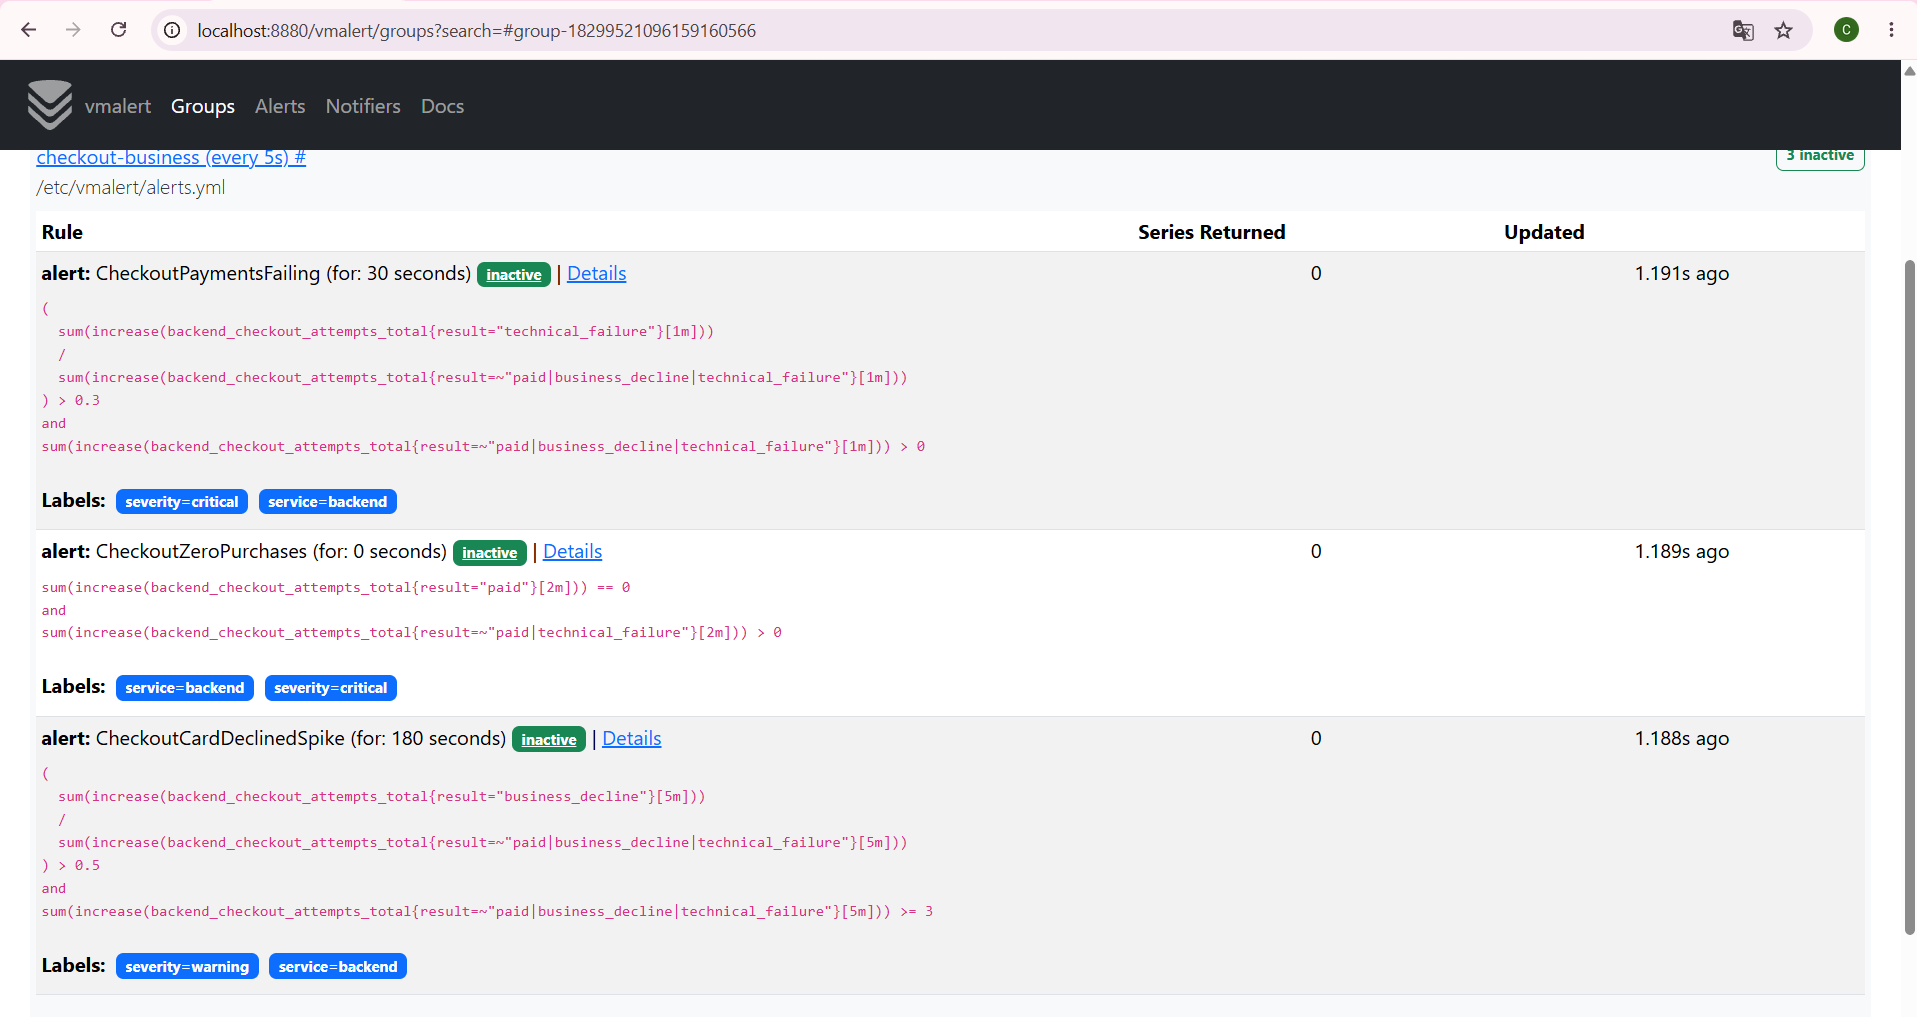 localhost:8880/vmalert/groups?search=#group-18299521096159160566
C
vmalert Groups Alerts Notifiers Docs
checkout-business (every 5s) #
3 inactive
/etc/vmalert/alerts.yml
Rule Series Returned Updated
alert: CheckoutPaymentsFailing (for: 30 seconds) inactive | Details 0 1.191s ago
(
  sum(increase(backend_checkout_attempts_total{result="technical_failure"}[1m]))
  /
  sum(increase(backend_checkout_attempts_total{result=~"paid|business_decline|technical_failure"}[1m]))
) > 0.3
and
sum(increase(backend_checkout_attempts_total{result=~"paid|business_decline|technical_failure"}[1m])) > 0
Labels: severity=critical service=backend
alert: CheckoutZeroPurchases (for: 0 seconds) inactive | Details 0 1.189s ago
sum(increase(backend_checkout_attempts_total{result="paid"}[2m])) == 0
and
sum(increase(backend_checkout_attempts_total{result=~"paid|technical_failure"}[2m])) > 0
Labels: service=backend severity=critical
alert: CheckoutCardDeclinedSpike (for: 180 seconds) inactive | Details 0 1.188s ago
(
  sum(increase(backend_checkout_attempts_total{result="business_decline"}[5m]))
  /
  sum(increase(backend_checkout_attempts_total{result=~"paid|business_decline|technical_failure"}[5m]))
) > 0.5
and
sum(increase(backend_checkout_attempts_total{result=~"paid|business_decline|technical_failure"}[5m])) >= 3
Labels: severity=warning service=backend